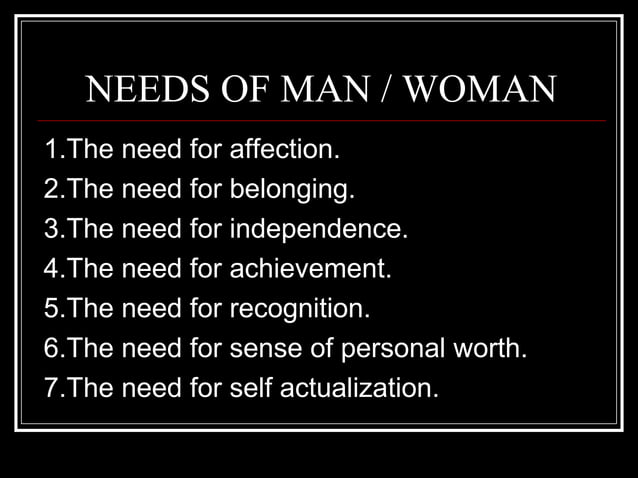 NEEDS OF MAN / WOMAN
1.The need for affection.
2.The need for belonging.
3.The need for independence.
4.The need for achievement.
5.The need for recognition.
6.The need for sense of personal worth.
7.The need for self actualization.